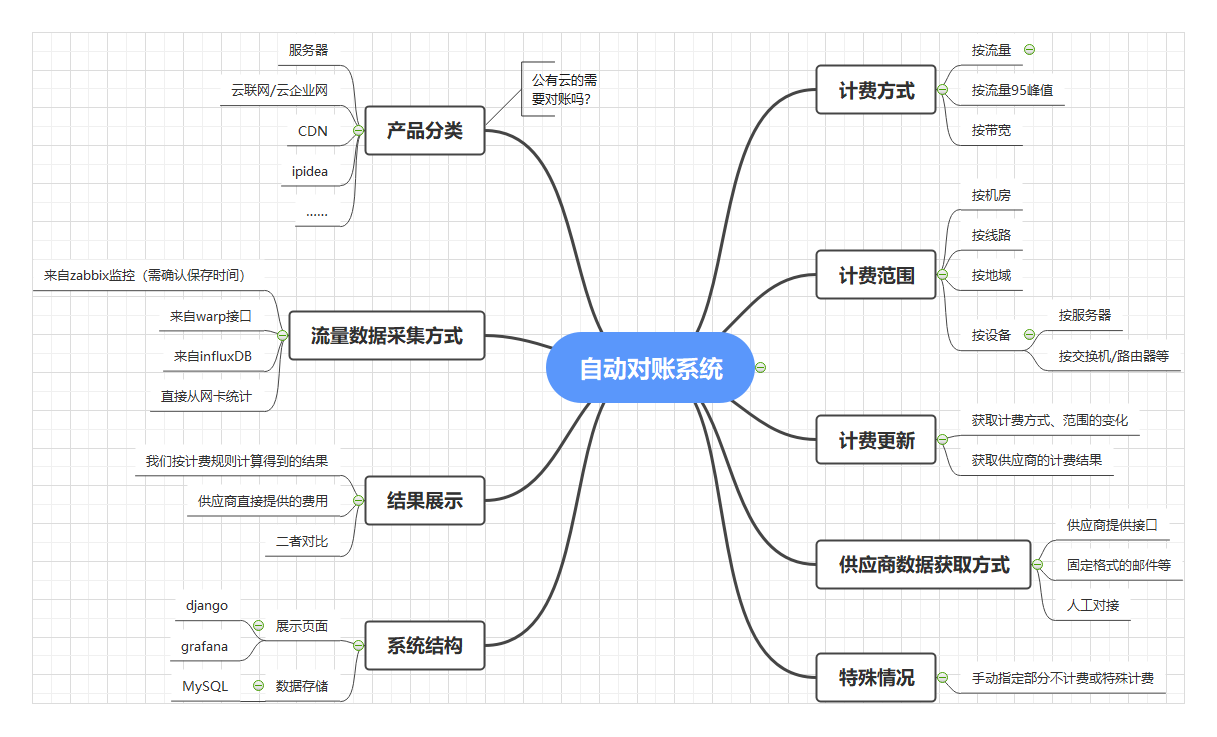 自动对账系统
计费方式
按流量
按流量95峰值
按带宽
计费范围
按机房
按线路
按地域
按设备
按服务器
按交换机/路由器等
计费更新
获取计费方式、范围的变化
获取供应商的计费结果
供应商数据获取方式
供应商提供接口
固定格式的邮件等
人工对接
特殊情况
手动指定部分不计费或特殊计费
产品分类
公有云的需
要对账吗?
服务器
云联网/云企业网
CDN
ipidea
......
流量数据采集方式
来自zabbix监控（需确认保存时间）
来自warp接口
来自influxDB
直接从网卡统计
结果展示
我们按计费规则计算得到的结果
供应商直接提供的费用
二者对比
系统结构
展示页面
django
grafana
数据存储
MySQL